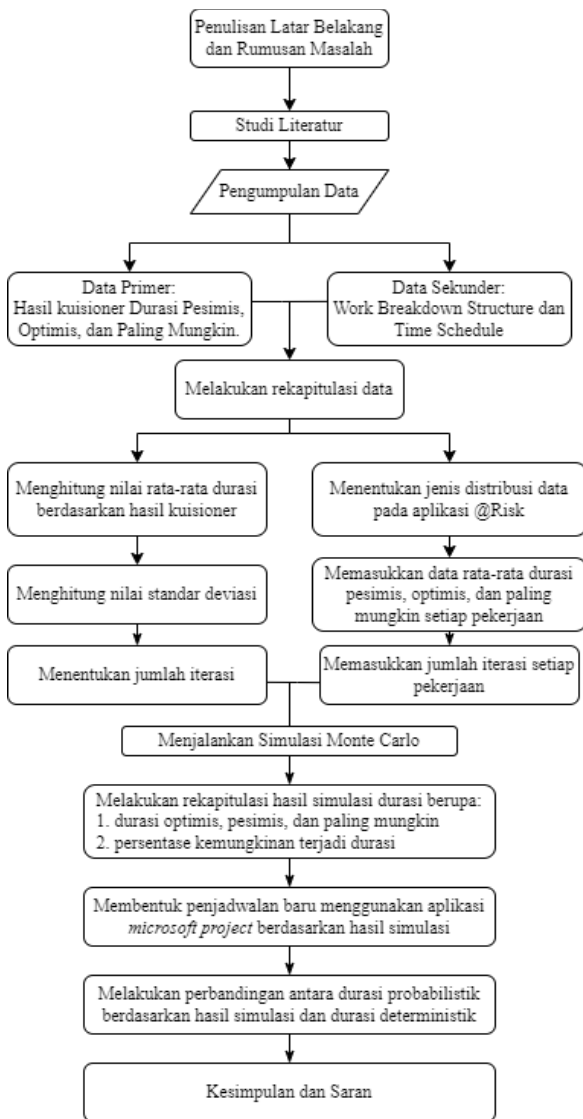 Penulisan Latar Belakang
dan Rumusan Masalah
Studi Literatur
Pengumpulan Data
Data Primer:
Hasil kuisioner Durasi Pesimis,
Optimis, dan Paling Mungkin.
Data Sekunder:
Work Breakdown Structure dan
Time Schedule
Melakukan rekapitulasi data
Menghitung nilai rata-rata durasi
berdasarkan hasil kuisioner
Menentukan jenis distribusi data
pada aplikasi @Risk
Menghitung nilai standar deviasi
Memasukkan data rata-rata durasi
pesimis, optimis, dan paling
mungkin setiap pekerjaan
Menentukan jumlah iterasi
Memasukkan jumlah iterasi setiap
pekerjaan
Menjalankan Simulasi Monte Carlo
Melakukan rekapitulasi hasil simulasi durasi berupa:
1. durasi optimis, pesimis, dan paling mungkin
2. persentase kemungkinan terjadi durasi
Membentuk penjadwalan baru menggunakan aplikasi
microsoft project berdasarkan hasil simulasi
Melakukan perbandingan antara durasi probabilistik
berdasarkan hasil simulasi dan durasi deterministik
Kesimpulan dan Saran